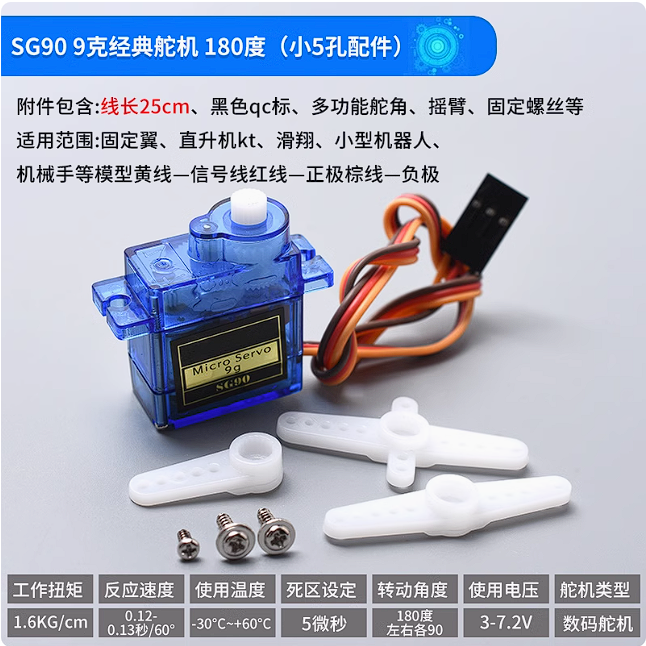 SG90 9克经典舵机 180度（小5孔配件）
附件包含:线长25cm、黑色qc标、多功能舵角、摇臂、固定螺丝等
适用范围:固定翼、直升机kt、滑翔、小型机器人、
机械手等模型黄线—信号线红线—正极棕线—负极
Micro Servo
9g
SG90
工作扭矩 反应速度 使用温度 死区设定 转动角度 使用电压 舵机类型
1.6KG/cm 0.12-0.13秒/60° -30°C~+60°C 5微秒 180度左右各90 3-7.2V 数码舵机